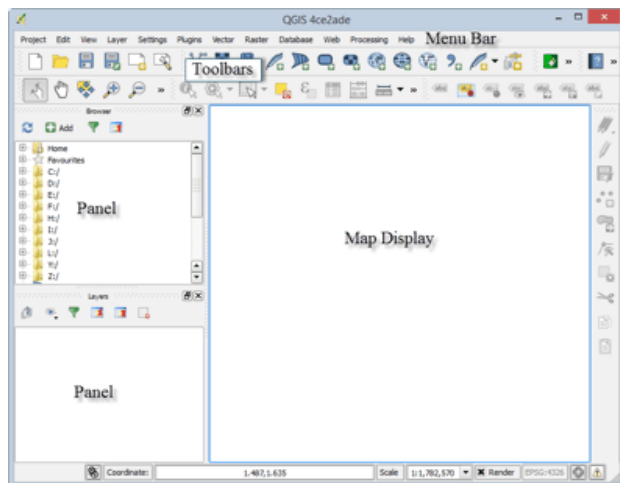 QGIS 4ce2ade
Project Edit View Layer Settings Plugins Vector Raster Database Web Processing Help Menu Bar
Toolbars
Browser
Add
Home
Favourites
C:/
D:/
E:/
F:/
H:/
I:/
J:/
L:/
Y:/
Z:/
Panel
Map Display
Layers
Panel
Coordinate: 1.487,1.635 Scale 1:1,782,570 Render EPSG:4326